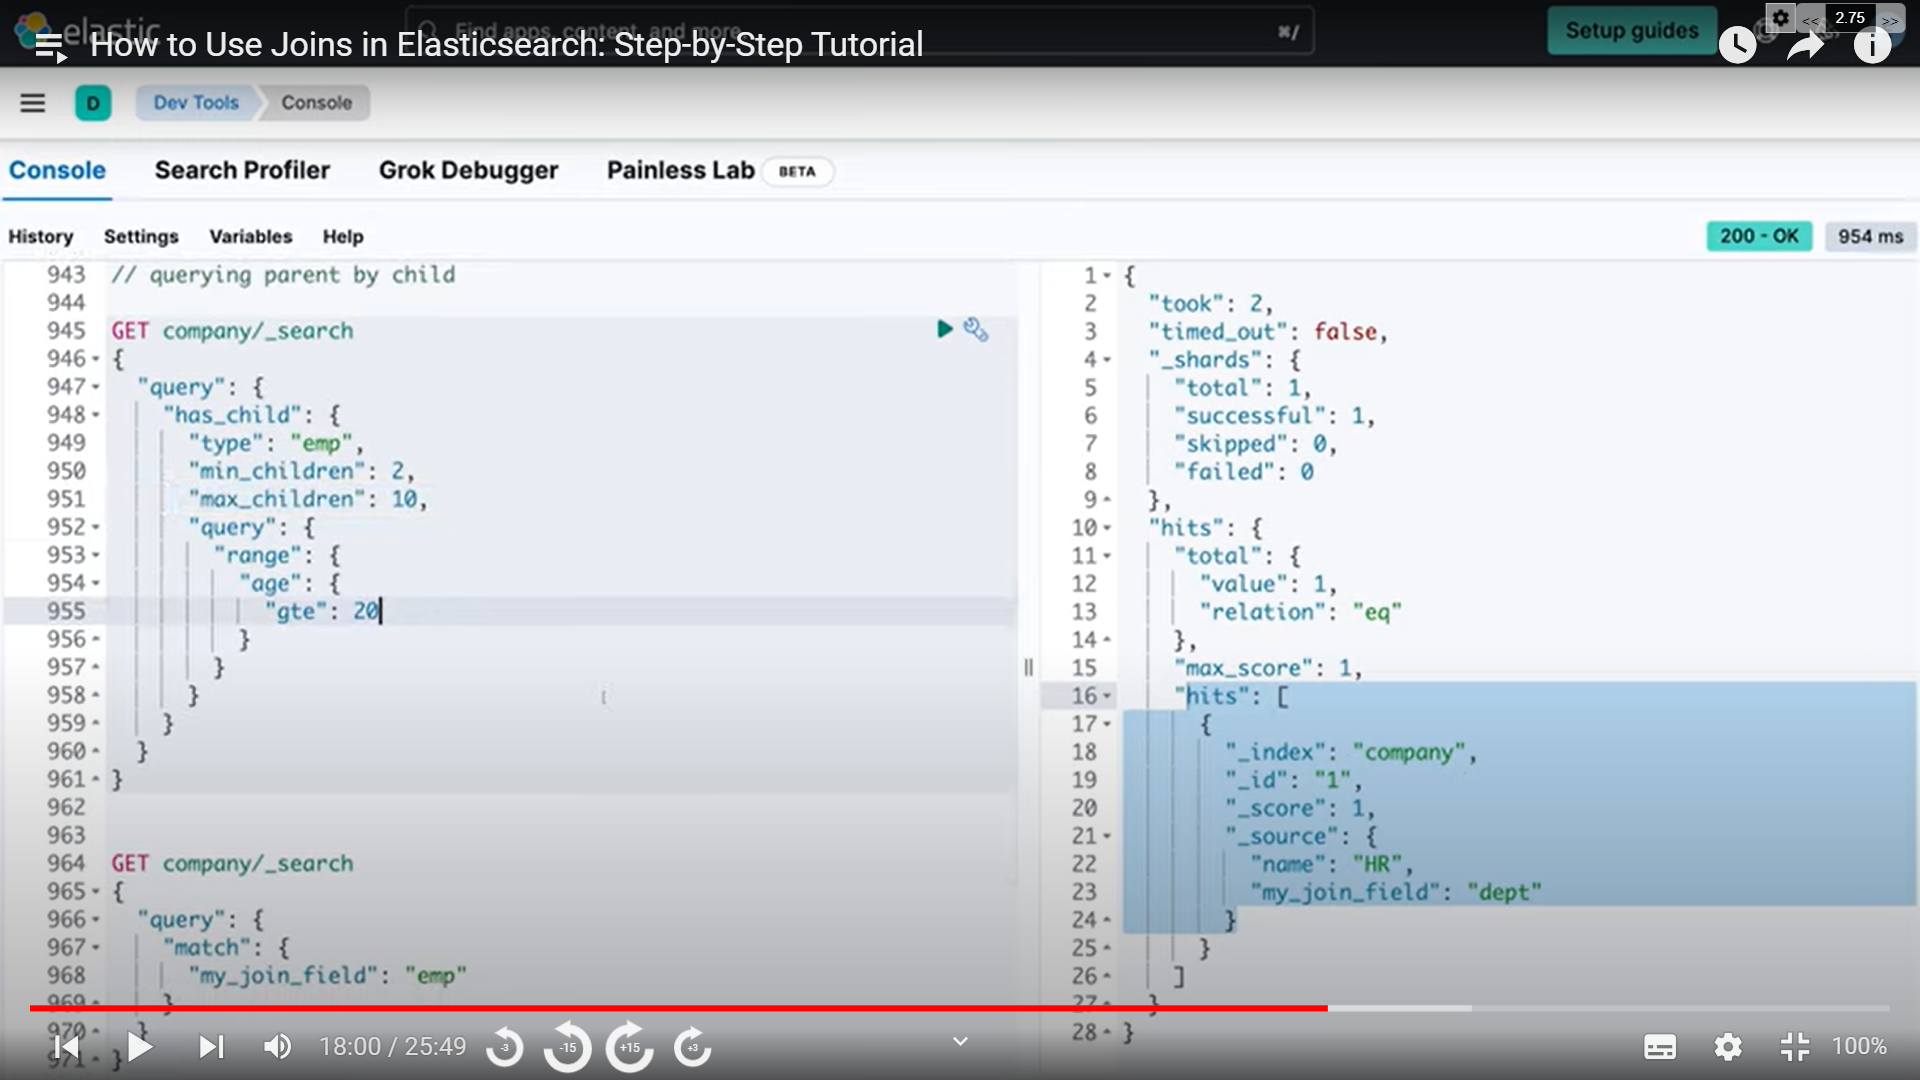 elastic
Find apps, content, and more.
⌘/
Setup guides
<< 2.75 >>
How to Use Joins in Elasticsearch: Step-by-Step Tutorial
D
Dev Tools
Console
Console
Search Profiler
Grok Debugger
Painless Lab
BETA
History
Settings
Variables
Help
200 - OK
954 ms
943 // querying parent by child
944
945 GET company/_search
946 {
947 "query": {
948 "has_child": {
949 "type": "emp",
950 "min_children": 2,
951 "max_children": 10,
952 "query": {
953 "range": {
954 "age": {
955 "gte": 20
956 }
957 }
958 }
959 }
960 }
961 }
962
963
964 GET company/_search
965 {
966 "query": {
967 "match": {
968 "my_join_field": "emp"
969 }
970 }
971 }
1 {
2 "took": 2,
3 "timed_out": false,
4 "_shards": {
5 "total": 1,
6 "successful": 1,
7 "skipped": 0,
8 "failed": 0
9 },
10 "hits": {
11 "total": {
12 "value": 1,
13 "relation": "eq"
14 },
15 "max_score": 1,
16 "hits": [
17 {
18 "_index": "company",
19 "_id": "1",
20 "_score": 1,
21 "_source": {
22 "name": "HR",
23 "my_join_field": "dept"
24 }
25 }
26 ]
27 }
28 }
18:00 / 25:49
-3
-15
+15
+3
100%